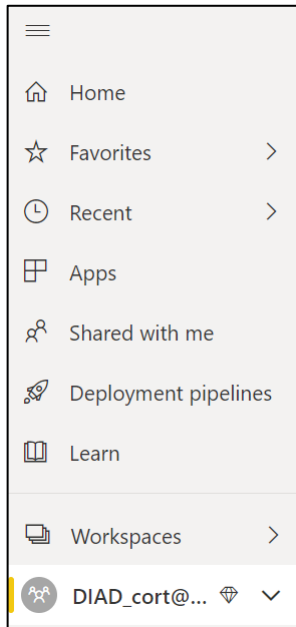 Home
Favorites
Recent
Apps
Shared with me
Deployment pipelines
Learn
Workspaces
DIAD_cort@...